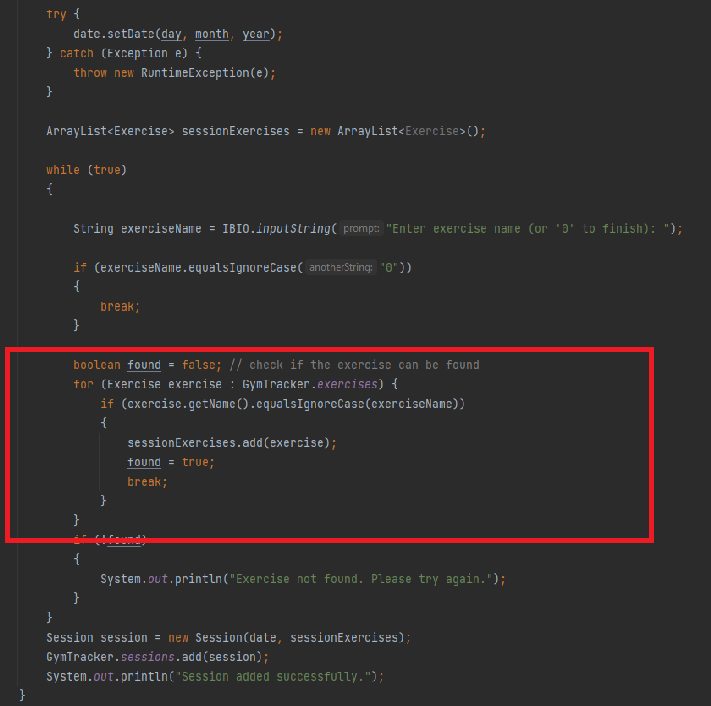 try {
date.setDate(day, month, year);
} catch (Exception e) {
throw new RuntimeException(e);
}
ArrayList<Exercise> sessionExercises = new ArrayList<Exercise>();
while (true)
{
String exerciseName = IBIO.inputString( prompt: "Enter exercise name (or '0' to finish): ");
if (exerciseName.equalsIgnoreCase( anotherString: "0"))
{
break;
}
boolean found = false; // check if the exercise can be found
for (Exercise exercise : GymTracker.exercises) {
if (exercise.getName().equalsIgnoreCase(exerciseName))
{
sessionExercises.add(exercise);
found = true;
break;
}
}
if (!found)
{
System.out.println("Exercise not found. Please try again.");
}
}
Session session = new Session(date, sessionExercises);
GymTracker.sessions.add(session);
System.out.println("Session added successfully.");
}